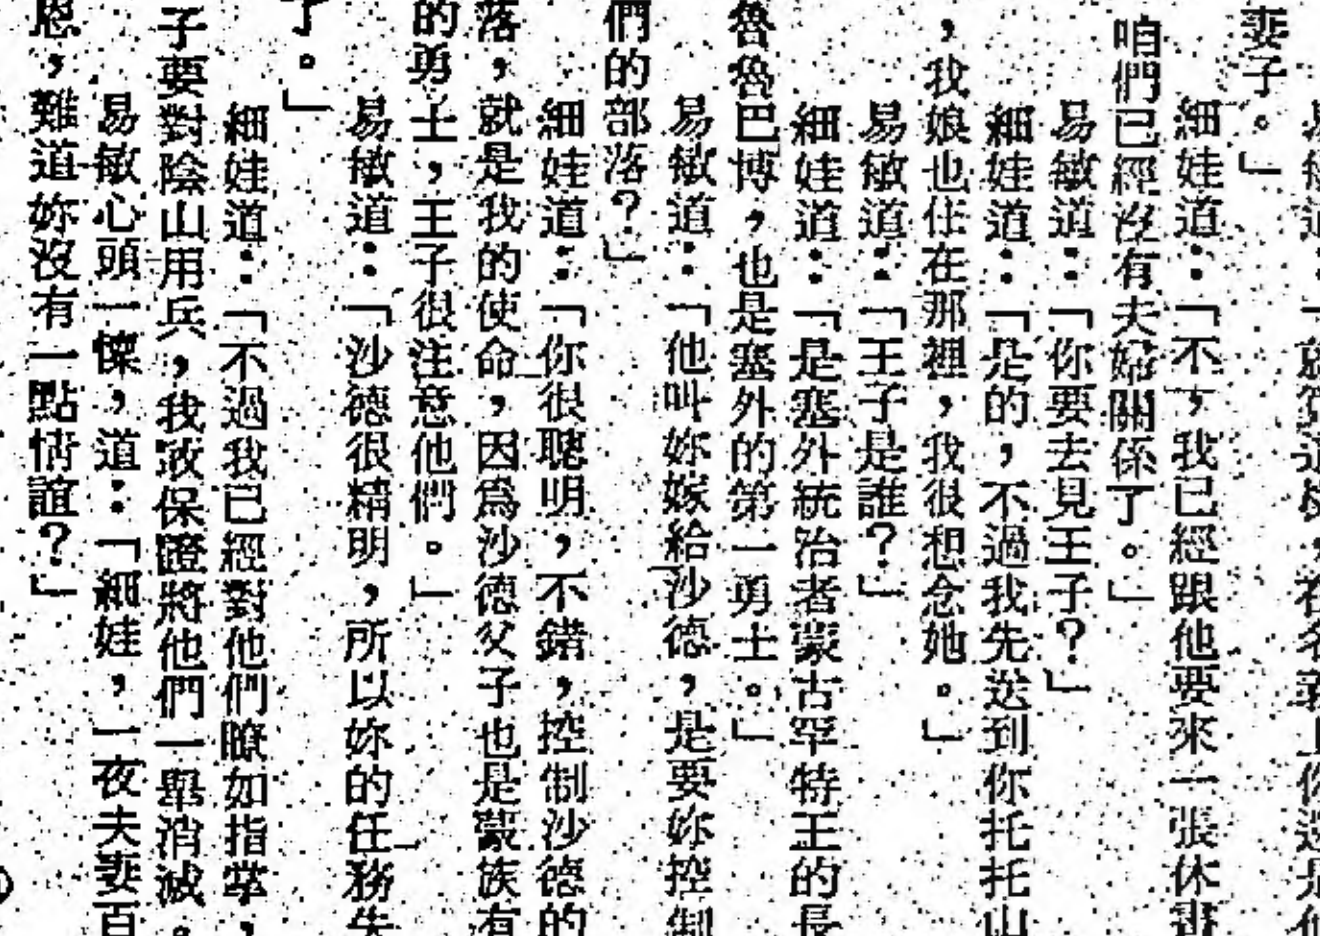 妻子。」
細娃道：「不，我已經跟他要來一張休書
咱們已經沒有夫婦關係了。」
易敏道：「你要去見王子？」
細娃道：「是的，不過我先送到你托托山
，我娘也住在那裡，我很想念她。」
易敏道：「王子是誰？」
細娃道：「是塞外統治者蒙古罕特王的長
魯魯巴博，也是塞外的第一勇士。」
易敏道：「他叫妳嫁給沙德，是要妳控制
們的部落？」
細娃道：「你很聰明，不錯，控制沙德的
落，就是我的使命，因為沙德父子也是蒙族有
的勇士，王子很注意他們。」
易敏道：「沙德很精明，所以妳的任務失
了。」
細娃道：「不過我已經對他們瞭如指掌，
子要對陰山用兵，我敢保證將他們一舉消滅。
易敏心頭一懍，道：「細娃，一夜夫妻百
恩，難道妳沒有一點情誼？」